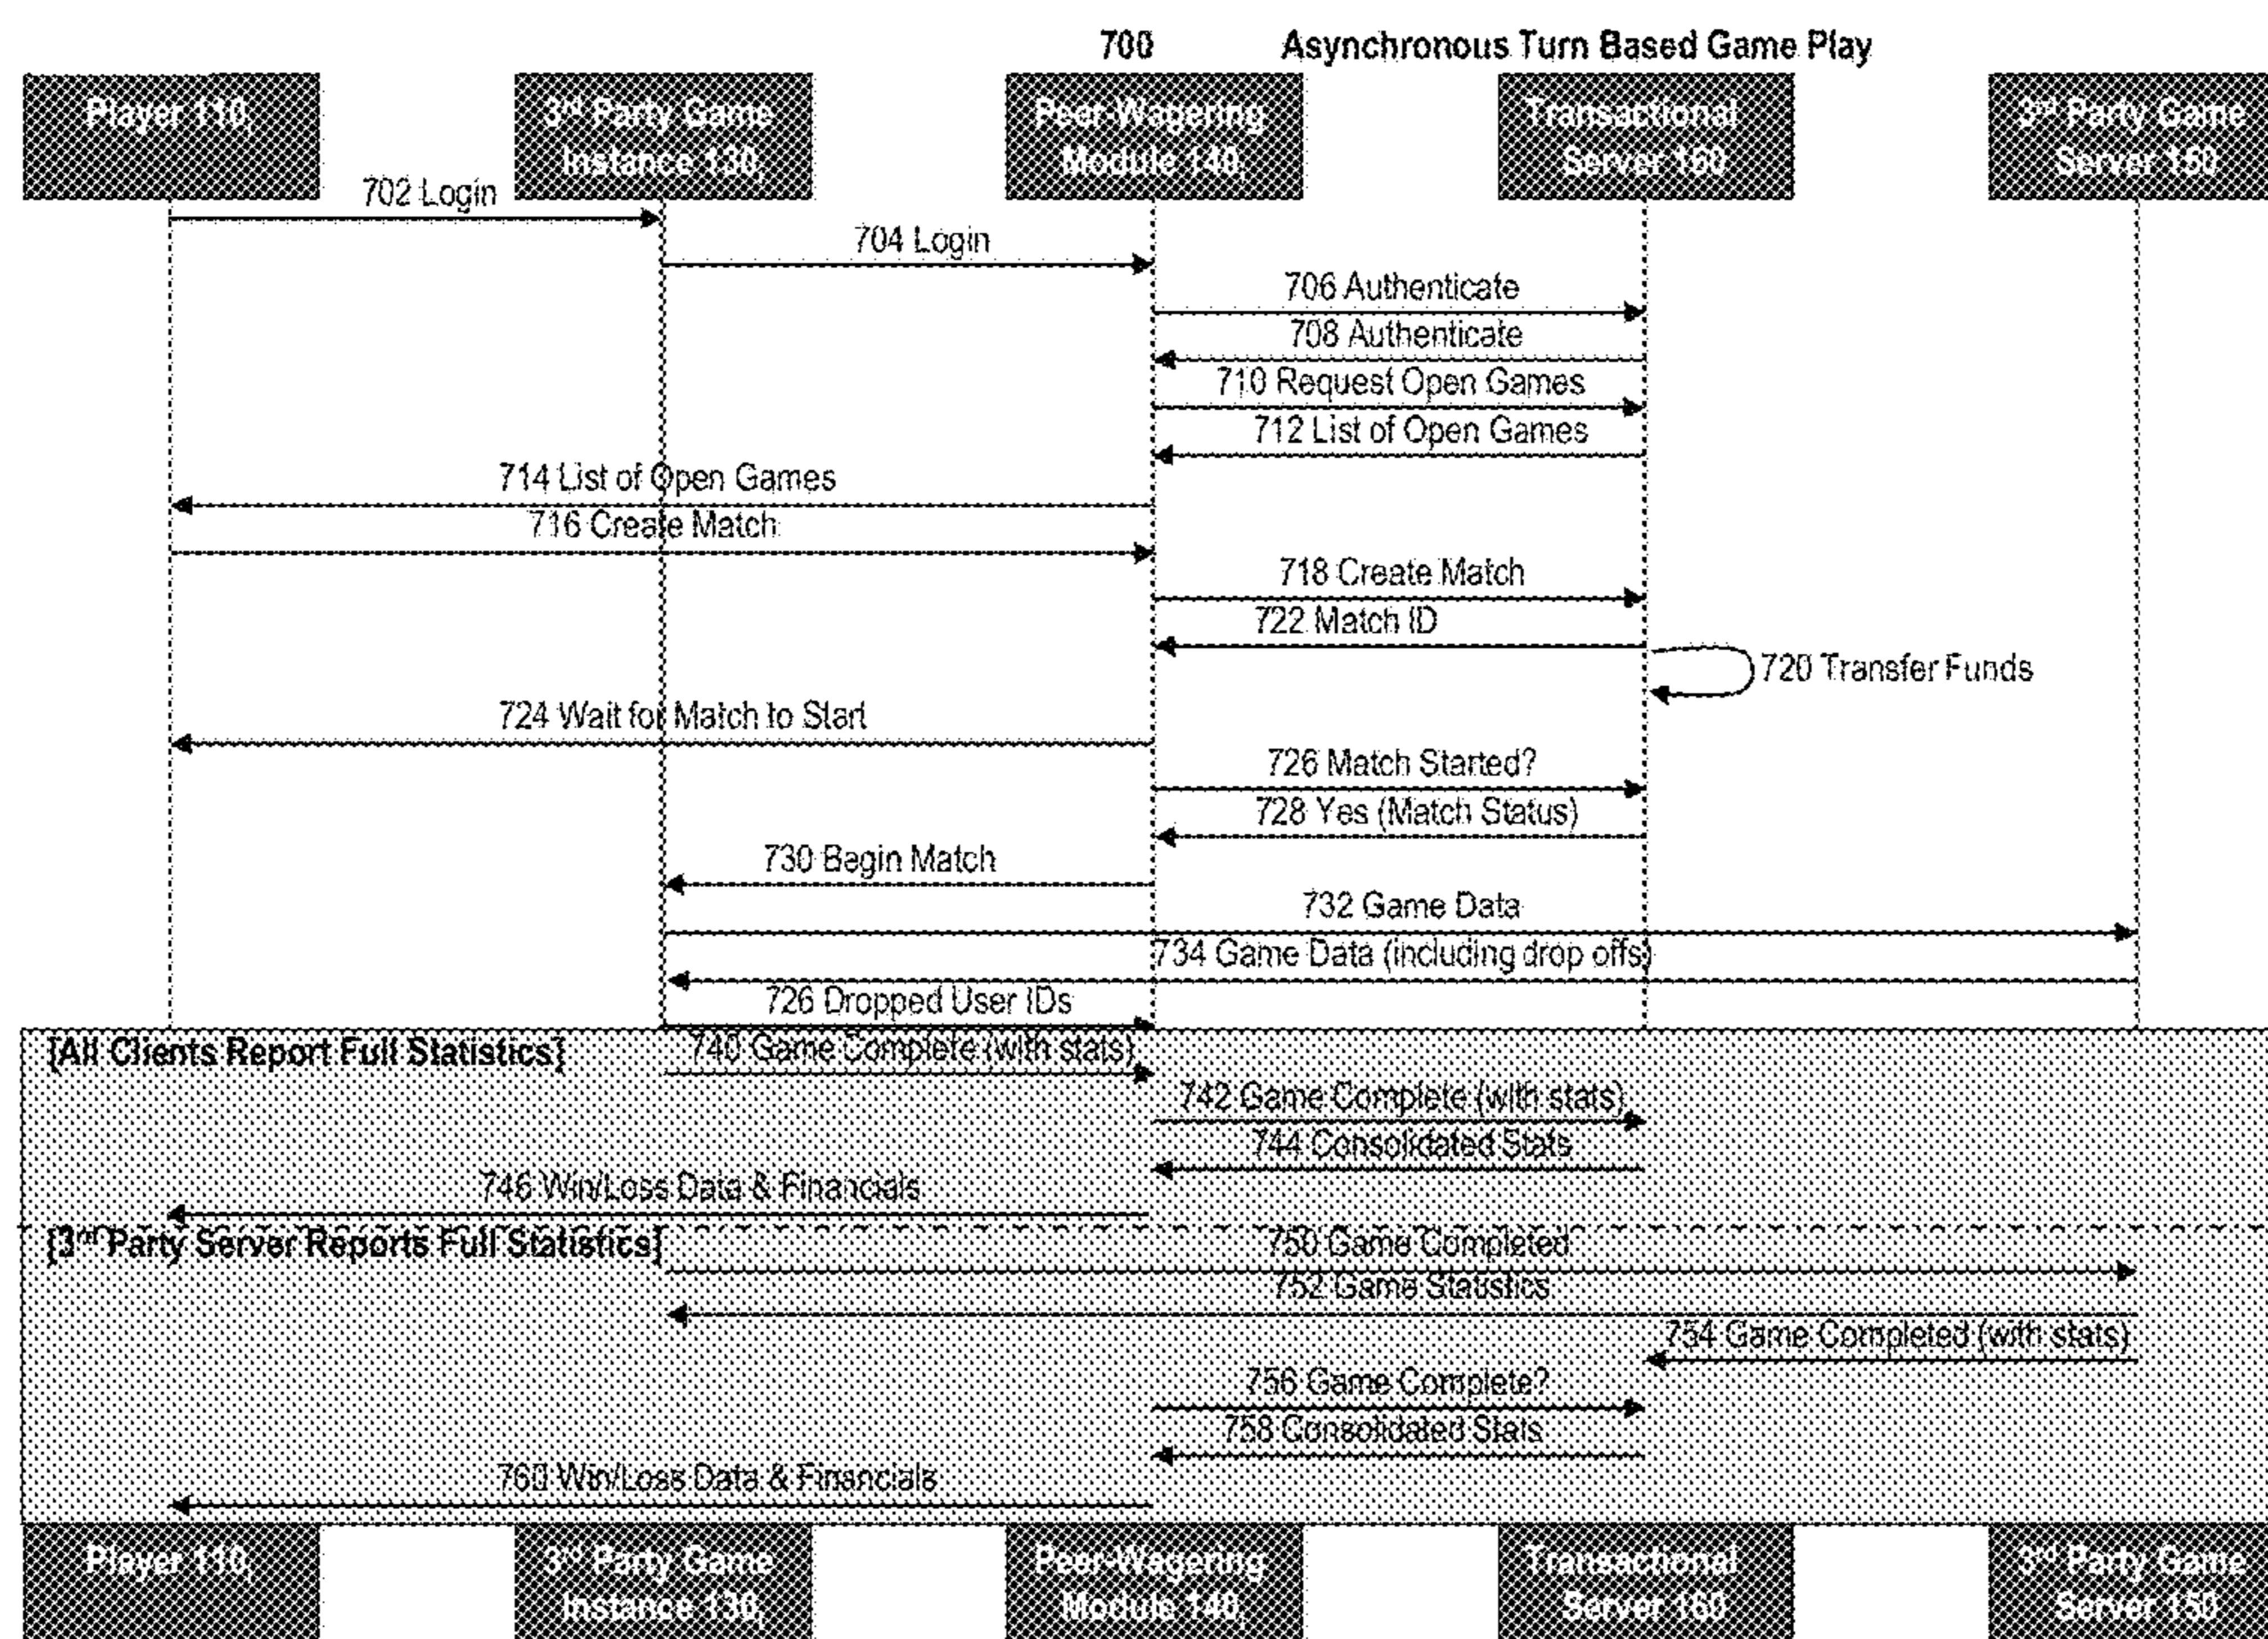 700 Asynchronous Turn Based Game Play
Player 110i
3rd Party Game
Instance 130i
Peer-Wagering
Module 140i
Transactional
Server 160
3rd Party Game
Server 150
702 Login
704 Login
706 Authenticate
708 Authenticate
710 Request Open Games
712 List of Open Games
714 List of Open Games
716 Create Match
718 Create Match
722 Match ID
720 Transfer Funds
724 Wait for Match to Start
726 Match Started?
728 Yes (Match Status)
730 Begin Match
732 Game Data
734 Game Data (including drop offs)
726 Dropped User IDs
[All Clients Report Full Statistics]
740 Game Complete (with stats)
742 Game Complete (with stats)
744 Consolidated Stats
746 Win/Loss Data & Financials
[3rd Party Server Reports Full Statistics]
750 Game Completed
752 Game Statistics
754 Game Completed (with stats)
756 Game Complete?
758 Consolidated Stats
760 Win/Loss Data & Financials
Player 110i
3rd Party Game
Instance 130i
Peer-Wagering
Module 140i
Transactional
Server 160
3rd Party Game
Server 150